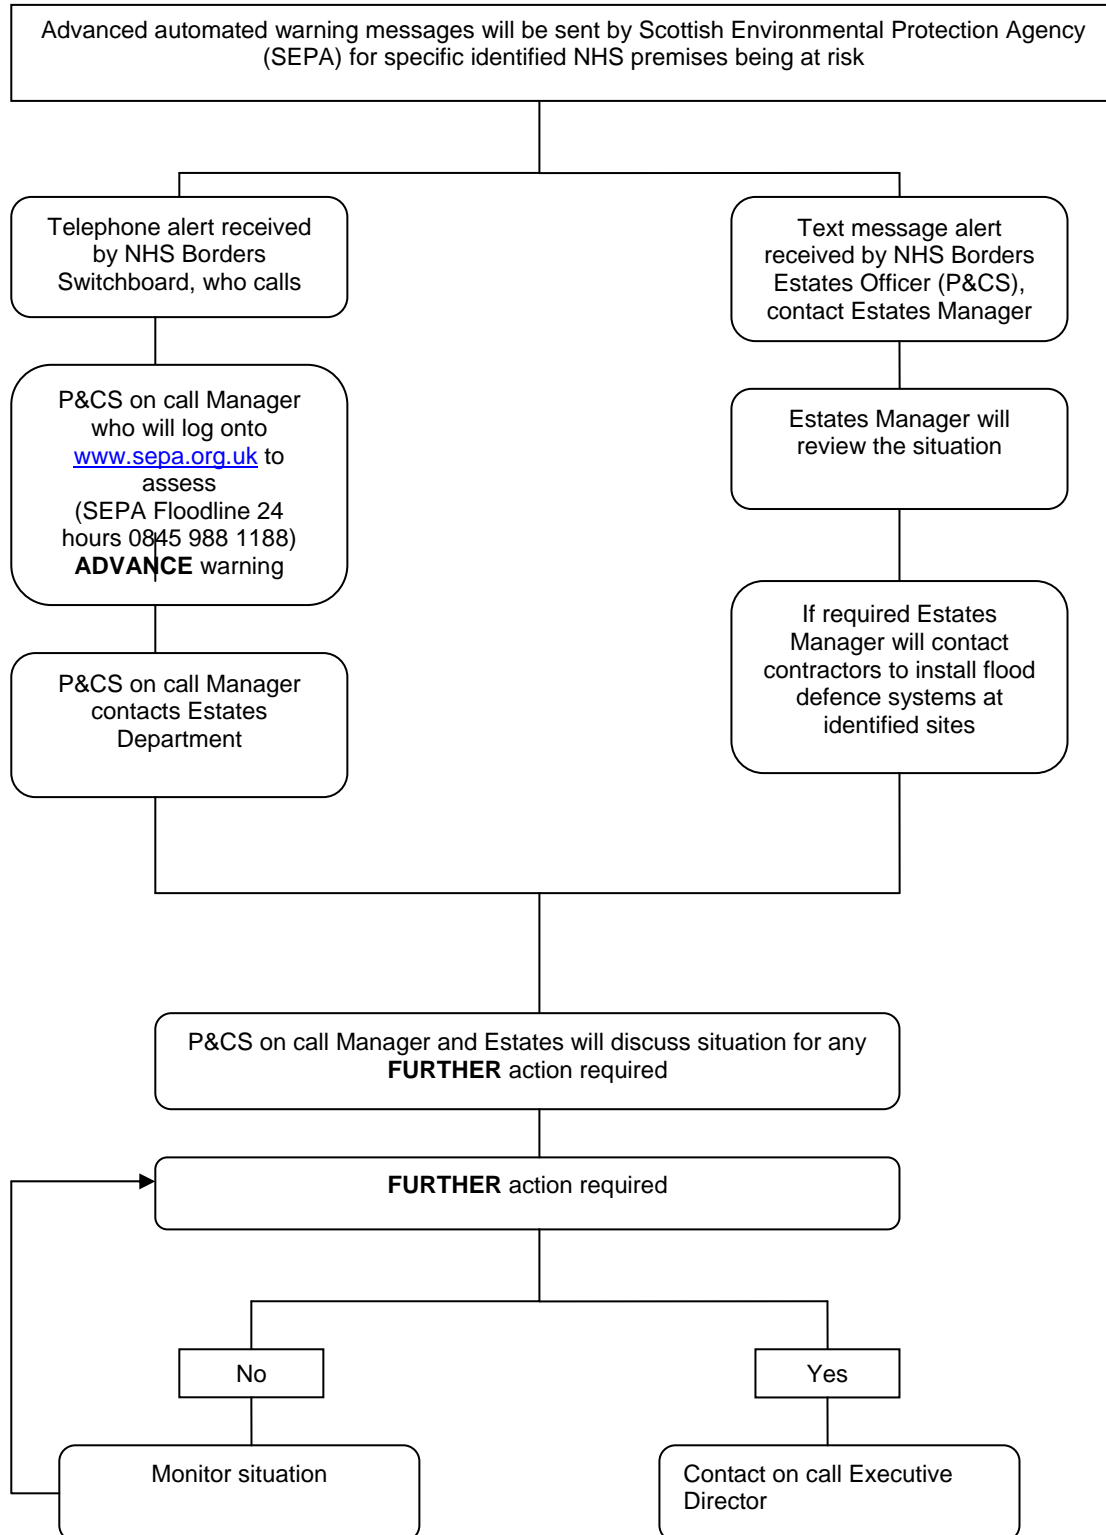 Advanced automated warning messages will be sent by Scottish Environmental Protection Agency
(SEPA) for specific identified NHS premises being at risk
Telephone alert received
by NHS Borders
Switchboard, who calls
P&CS on call Manager
who will log onto
www.sepa.org.uk to
assess
(SEPA Floodline 24
hours 0845 988 1188)
ADVANCE warning
P&CS on call Manager
contacts Estates
Department
Text message alert
received by NHS Borders
Estates Officer (P&CS),
contact Estates Manager
Estates Manager will
review the situation
If required Estates
Manager will contact
contractors to install flood
defence systems at
identified sites
P&CS on call Manager and Estates will discuss situation for any
FURTHER action required
FURTHER action required
No
Yes
Monitor situation
Contact on call Executive
Director